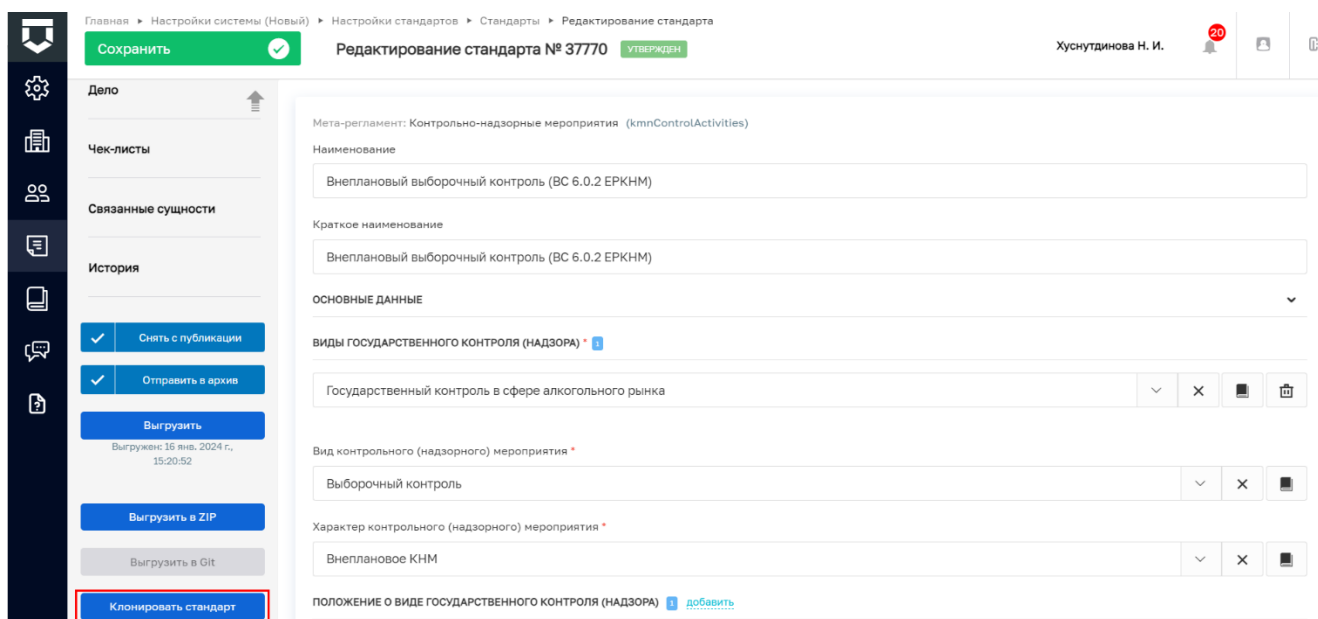 Главная ▸ Настройки системы (Новый) ▸ Настройки стандартов ▸ Стандарты ▸ Редактирование стандарта
Сохранить
Редактирование стандарта № 37770 УТВЕРЖДЕН
Хуснутдинова Н. И.
20
Дело
Чек-листы
Связанные сущности
История
Снять с публикации
Отправить в архив
Выгрузить
Выгружен: 16 янв. 2024 г.,
15:20:52
Выгрузить в ZIP
Выгрузить в Git
Клонировать стандарт
Мета-регламент: Контрольно-надзорные мероприятия (kmnControlActivities)
Наименование
Внеплановый выборочный контроль (ВС 6.0.2 ЕРКНМ)
Краткое наименование
Внеплановый выборочный контроль (ВС 6.0.2 ЕРКНМ)
ОСНОВНЫЕ ДАННЫЕ
ВИДЫ ГОСУДАРСТВЕННОГО КОНТРОЛЯ (НАДЗОРА) * 1
Государственный контроль в сфере алкогольного рынка
Вид контрольного (надзорного) мероприятия *
Выборочный контроль
Характер контрольного (надзорного) мероприятия *
Внеплановое КНМ
ПОЛОЖЕНИЕ О ВИДЕ ГОСУДАРСТВЕННОГО КОНТРОЛЯ (НАДЗОРА) 1 добавить